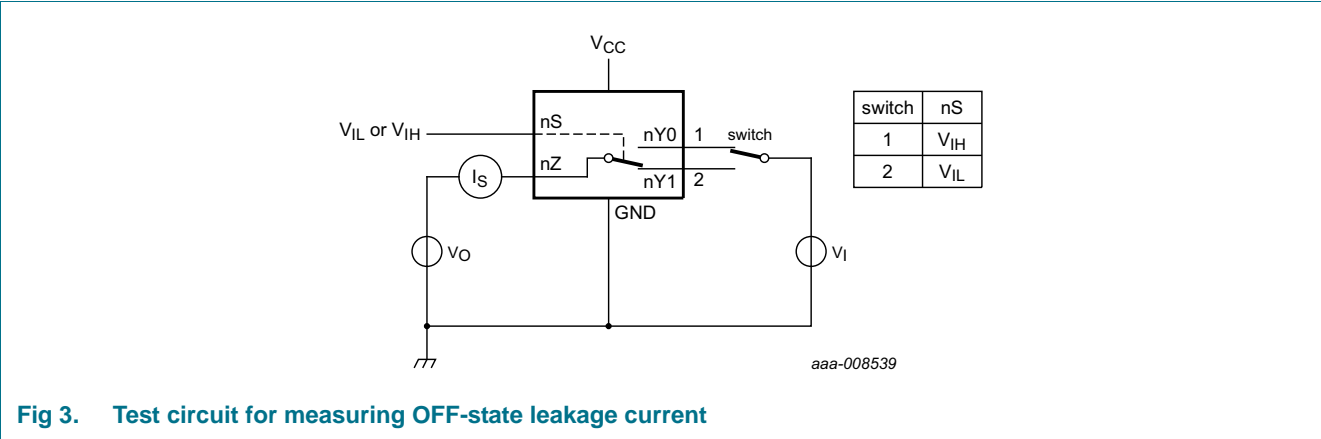 VCC
VIL or VIH
nS
nZ
IS
nY0 1 switch
nY1 2
GND
VO
VI
switch nS
1 VIH
2 VIL
aaa-008539
Fig 3. Test circuit for measuring OFF-state leakage current